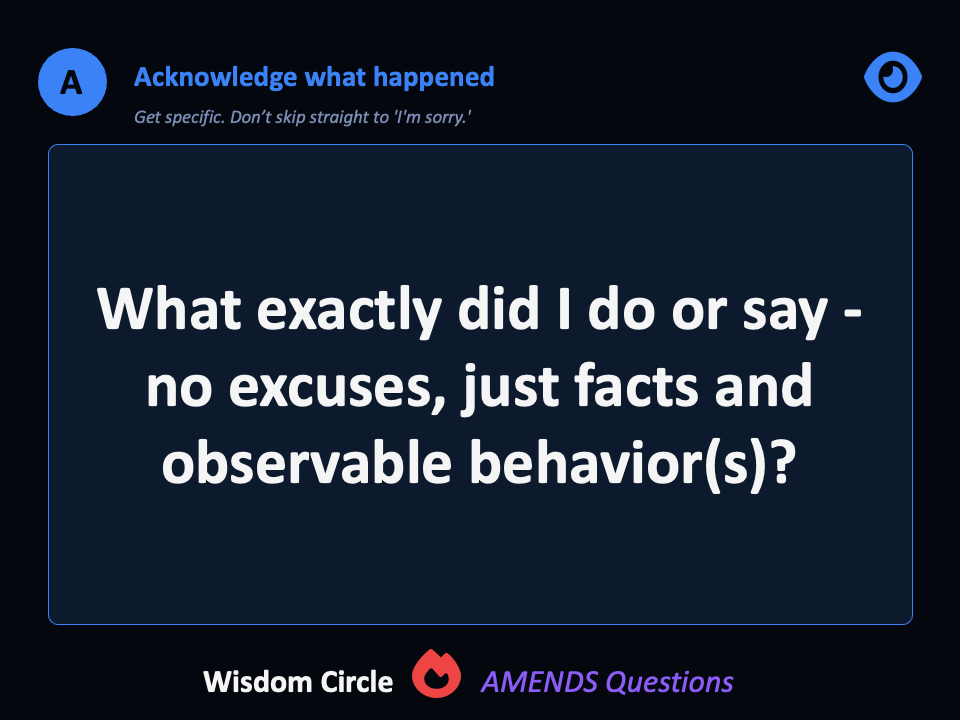 A
Acknowledge what happened
Get specific. Don’t skip straight to 'I'm sorry.'
What exactly did I do or say -
no excuses, just facts and
observable behavior(s)?
Wisdom Circle AMENDS Questions